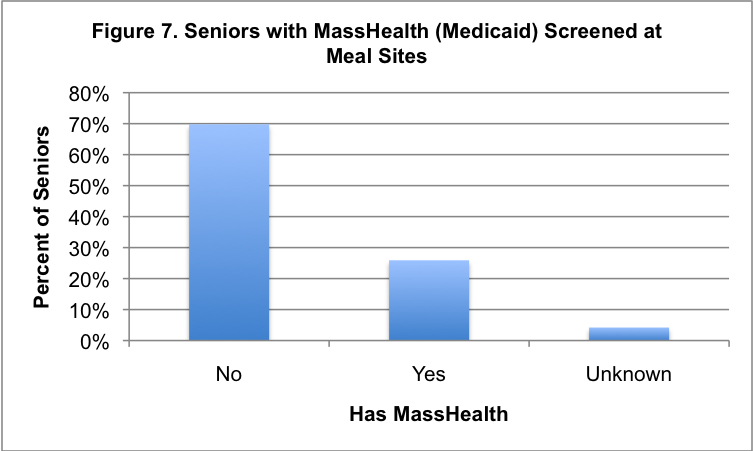 Figure 7. Seniors with MassHealth (Medicaid) Screened at
Meal Sites
80%
70%
60%
50%
40%
30%
20%
10%
0%
Percent of Seniors
No Yes Unknown
Has MassHealth